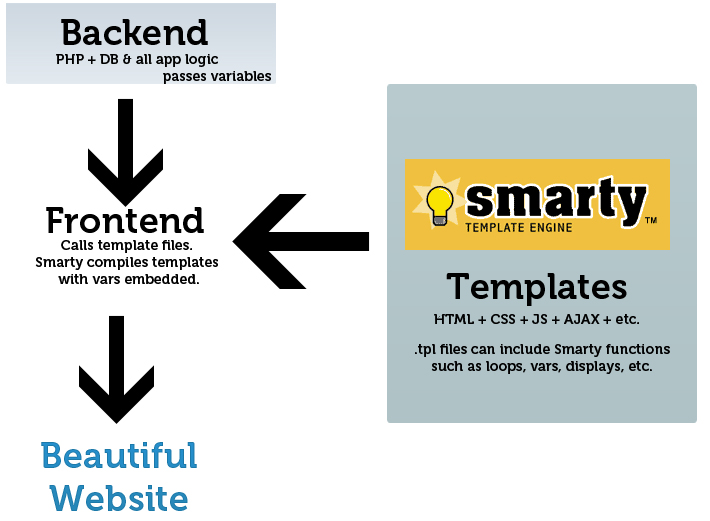 Backend
PHP + DB & all app logic
passes variables
Frontend
Calls template files.
Smarty compiles templates
with vars embedded.
Beautiful
Website
smarty™
TEMPLATE ENGINE
Templates
HTML + CSS + JS + AJAX + etc.
.tpl files can include Smarty functions
such as loops, vars, displays, etc.